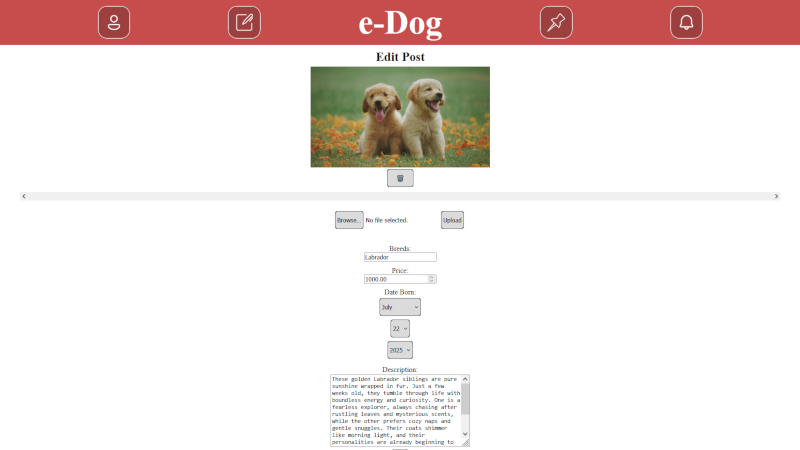 e-Dog
Edit Post
Browse... No file selected. Upload
Breeds:
Labrador
Price:
1000.00
Date Born:
July
22
2025
Description:
These golden Labrador siblings are pure
sunshine wrapped in fur. Just a few
weeks old, they tumble through life with
boundless energy and curiosity. One is a
fearless explorer, always chasing after
rustling leaves and mysterious scents,
while the other prefers cozy naps and
gentle snuggles. Their coats shimmer
like morning light, and their
personalities are already beginning to